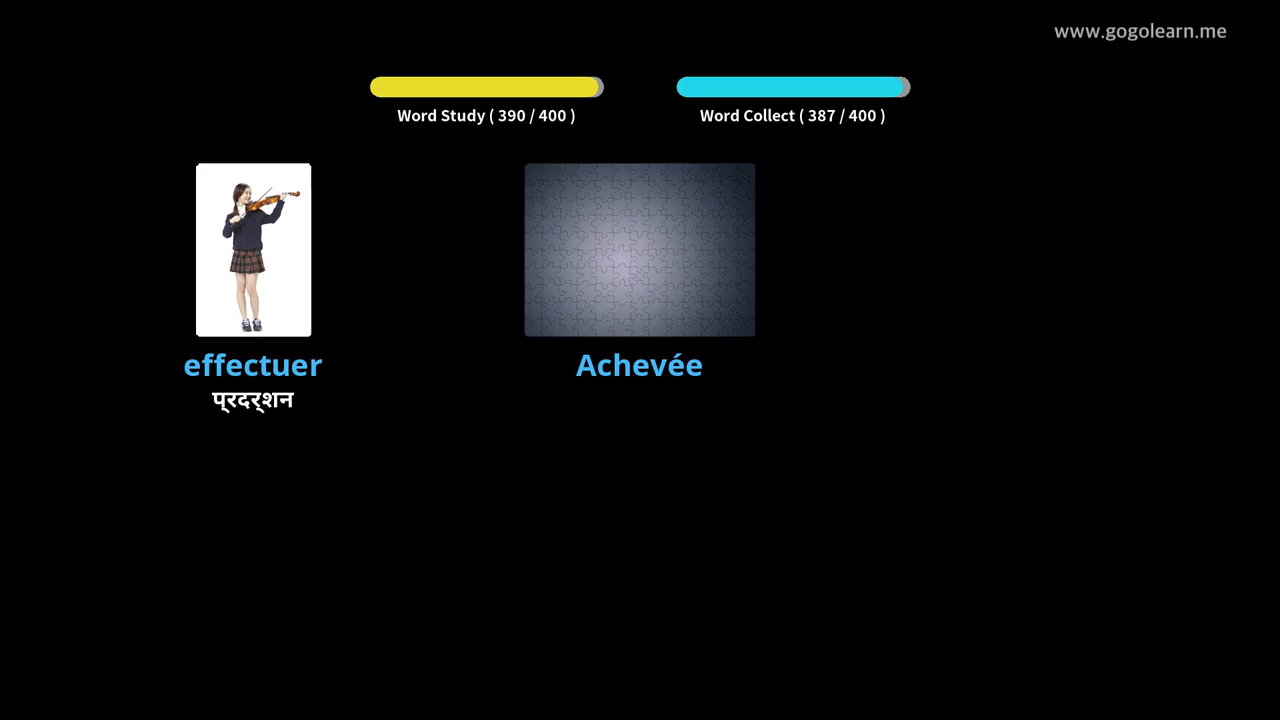 www.gogolearn.me
Word Study ( 390 / 400 )
Word Collect ( 387 / 400 )
effectuer
प्रदर्शन
Achevée